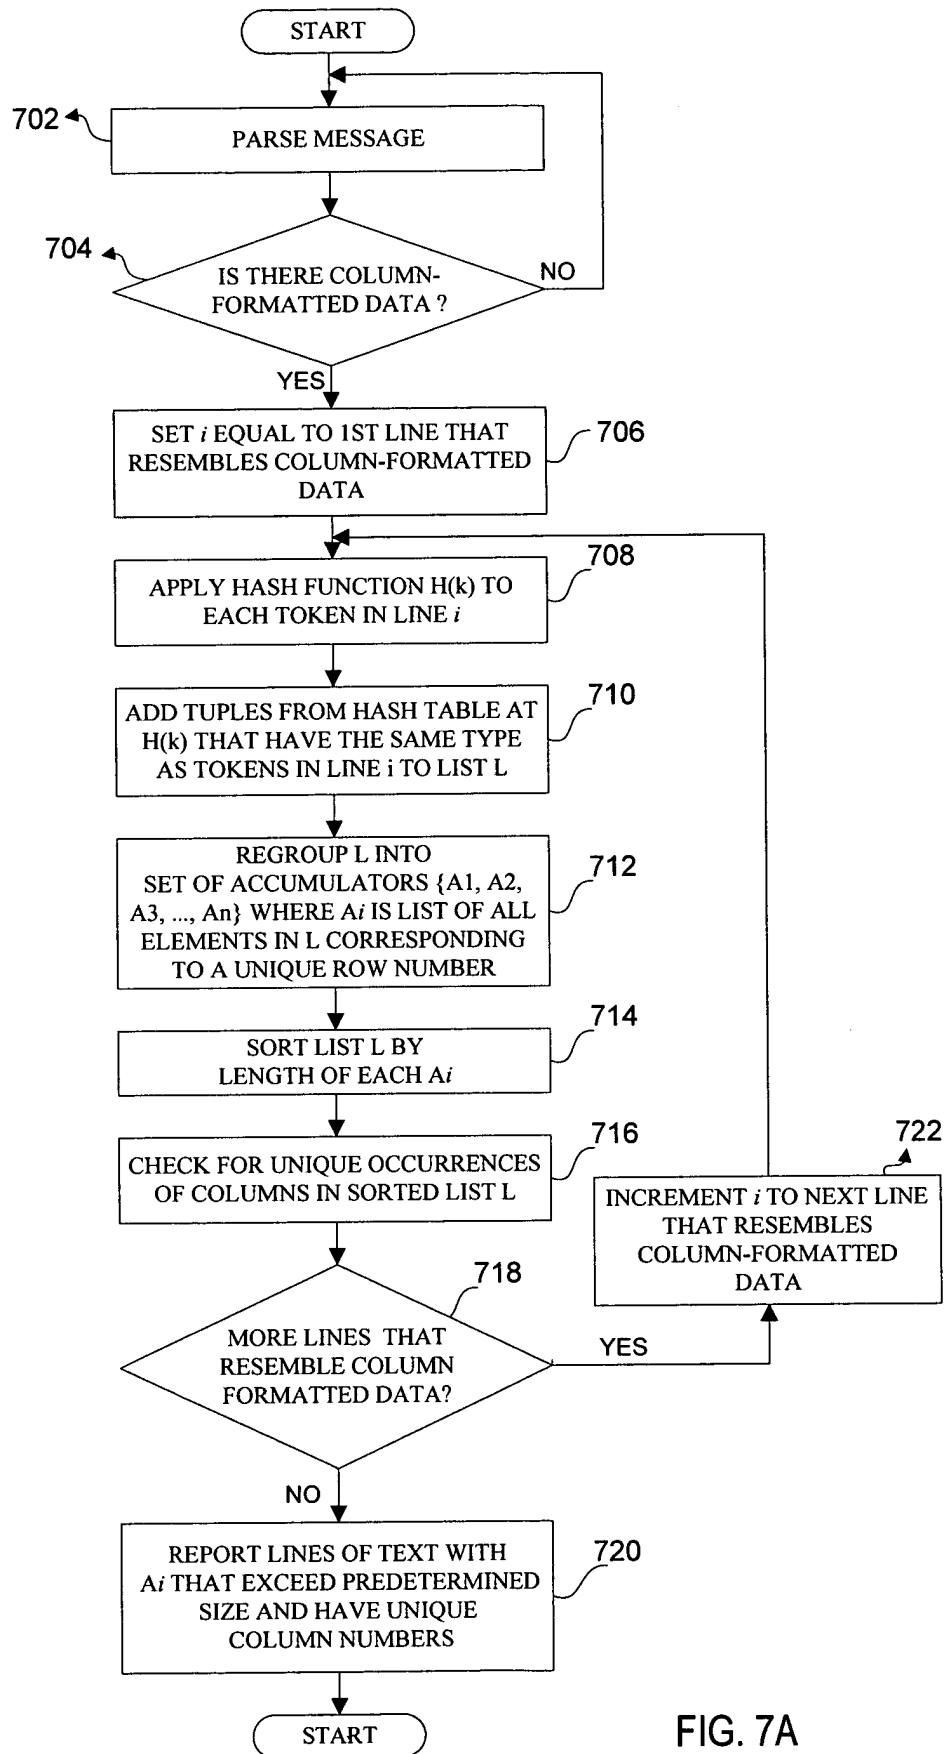 START
702
PARSE MESSAGE
704
IS THERE COLUMN-
FORMATTED DATA ?
NO
YES
SET i EQUAL TO 1ST LINE THAT
RESEMBLES COLUMN-FORMATTED
DATA
706
708
APPLY HASH FUNCTION H(k) TO
EACH TOKEN IN LINE i
710
ADD TUPLES FROM HASH TABLE AT
H(k) THAT HAVE THE SAME TYPE
AS TOKENS IN LINE i TO LIST L
712
REGROUP L INTO
SET OF ACCUMULATORS {A1, A2,
A3, ..., An} WHERE Ai IS LIST OF ALL
ELEMENTS IN L CORRESPONDING
TO A UNIQUE ROW NUMBER
714
SORT LIST L BY
LENGTH OF EACH Ai
716
CHECK FOR UNIQUE OCCURRENCES
OF COLUMNS IN SORTED LIST L
722
INCREMENT i TO NEXT LINE
THAT RESEMBLES
COLUMN-FORMATTED
DATA
718
MORE LINES THAT
RESEMBLE COLUMN
FORMATTED DATA?
YES
NO
720
REPORT LINES OF TEXT WITH
Ai THAT EXCEED PREDETERMINED
SIZE AND HAVE UNIQUE
COLUMN NUMBERS
START
FIG. 7A